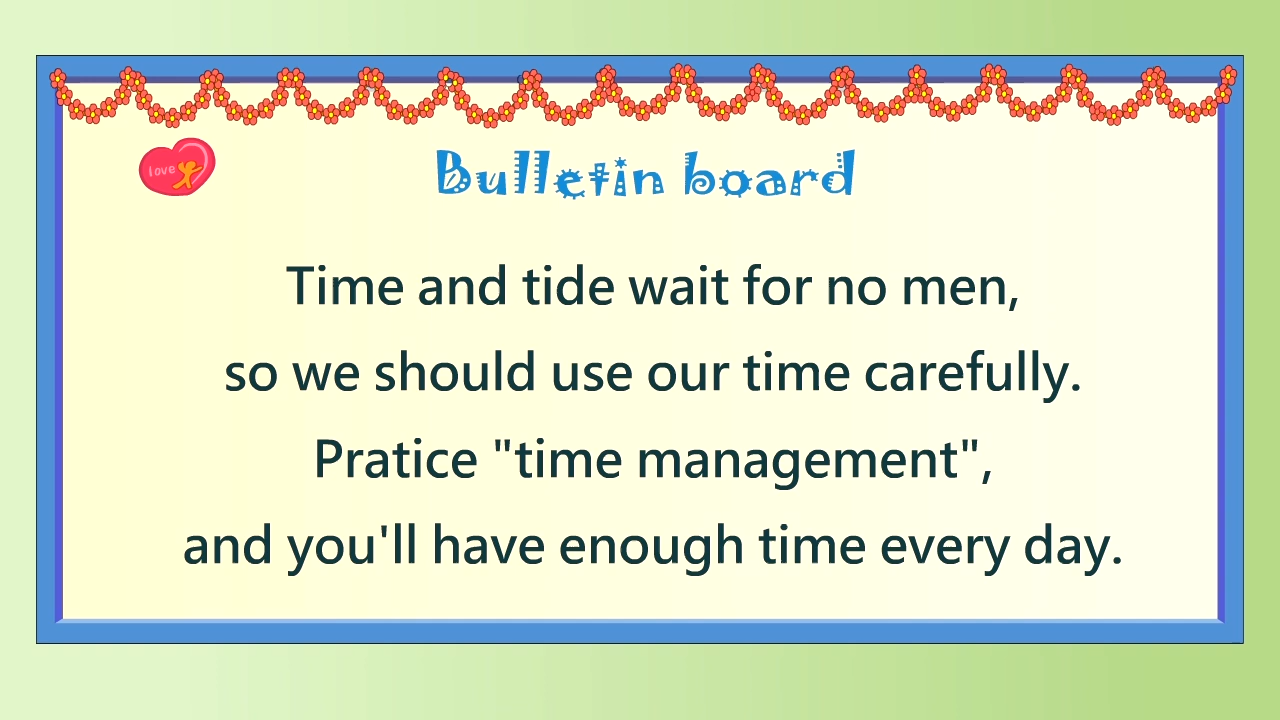 love
Bulletin board
Time and tide wait for no men,
so we should use our time carefully.
Pratice "time management",
and you'll have enough time every day.